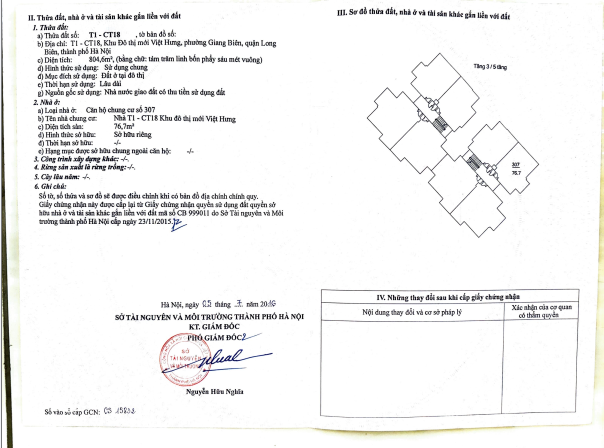 II. Thửa đất, nhà ở và tài sản khác gắn liền với đất
1. Thửa đất:
a) Thửa đất số: T1 - CT18 , tờ bản đồ số:
b) Địa chỉ: T1 - CT18, Khu Đô thị mới Việt Hưng, phường Giang Biên, quận Long
Biên, thành phố Hà Nội
c) Diện tích: 804,6m², (bằng chữ: tám trăm linh bốn phẩy sáu mét vuông)
d) Hình thức sử dụng: Sử dụng chung
đ) Mục đích sử dụng: Đất ở tại đô thị
e) Thời hạn sử dụng: Lâu dài
g) Nguồn gốc sử dụng: Nhà nước giao đất có thu tiền sử dụng đất
2. Nhà ở:
a) Loại nhà ở: Căn hộ chung cư số 307
b) Tên nhà chung cư: Nhà T1 - CT18 Khu đô thị mới Việt Hưng
c) Diện tích sàn: 76,7m²
d) Hình thức sở hữu: Sở hữu riêng
đ) Thời hạn sở hữu: -/-
e) Hạng mục được sở hữu chung ngoài căn hộ: -/-
3. Công trình xây dựng khác: -/-.
4. Rừng sản xuất là rừng trồng: -/-.
5. Cây lâu năm: -/-.
6. Ghi chú:
Số tờ, số thửa và sơ đồ sẽ được điều chỉnh khi có bản đồ địa chính chính quy.
Giấy chứng nhận này được cấp lại từ Giấy chứng nhận quyền sử dụng đất quyền sở
hữu nhà ở và tài sản khác gắn liền với đất mã số CB 999011 do Sở Tài nguyên và Môi
trường thành phố Hà Nội cấp ngày 23/11/2015.
Hà Nội, ngày 05 tháng 7 năm 2016
SỞ TÀI NGUYÊN VÀ MÔI TRƯỜNG THÀNH PHỐ HÀ NỘI
KT. GIÁM ĐỐC
PHÓ GIÁM ĐỐC
SỞ
TÀI NGUYÊN
VÀ MÔI TRƯỜNG
Nguyễn Hữu Nghĩa
Số vào sổ cấp GCN:
III. Sơ đồ thửa đất, nhà ở và tài sản khác gắn liền với đất
Tầng 3 / 5 tầng
307
76.7
IV. Những thay đổi sau khi cấp giấy chứng nhận
Nội dung thay đổi và cơ sở pháp lý
Xác nhận của cơ quan
có thẩm quyền